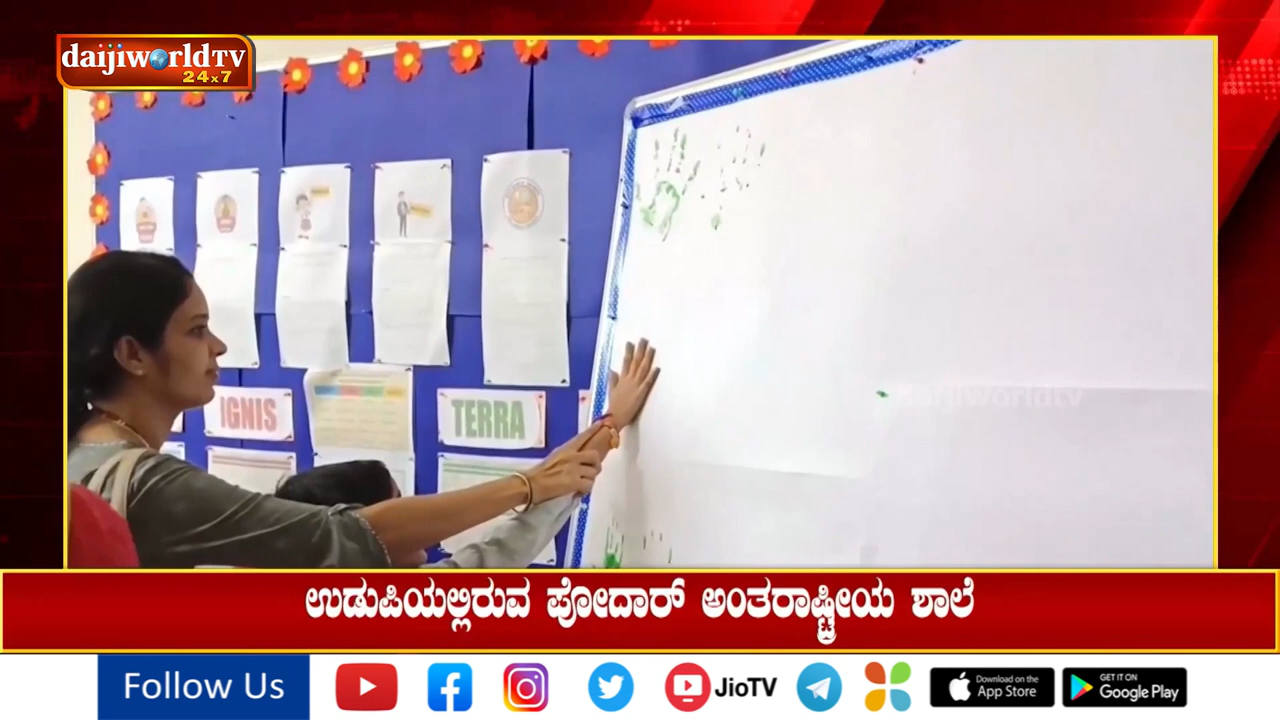 daijiworldTV
24x7
IGNIS
TERRA
daijiworldtv
ಉಡುಪಿಯಲ್ಲಿರುವ ಪೋದಾರ್ ಅಂತರಾಷ್ಟ್ರೀಯ ಶಾಲೆ
Follow Us
JioTV
Download on the
App Store
GET IT ON
Google Play